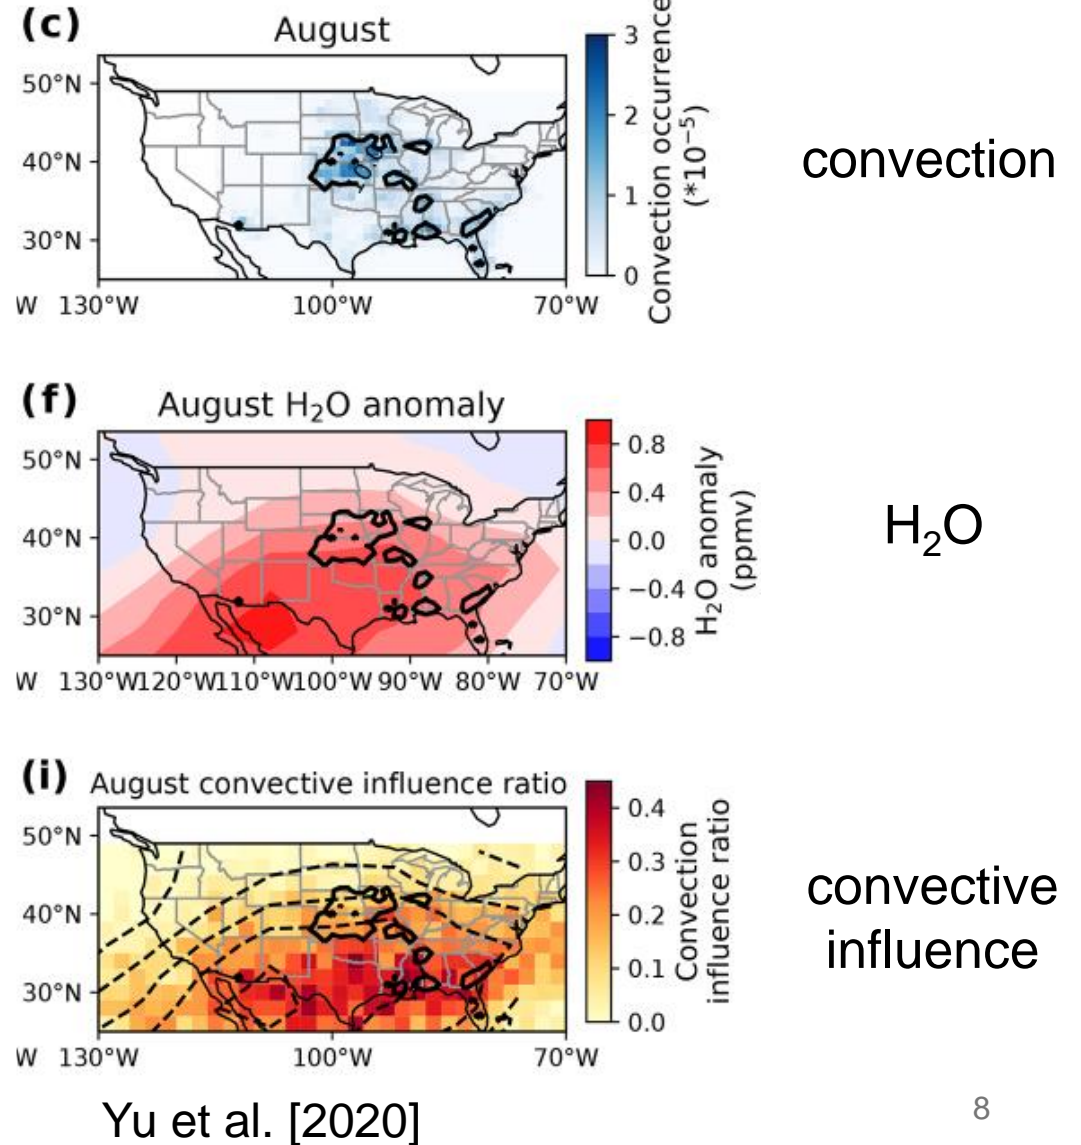 (c)
August
50°N
40°N
30°N
W 130°W 100°W 70°W
3
2
1
0
Convection occurrence
(*10⁻⁵)
convection
(f)
August H₂O anomaly
50°N
40°N
30°N
W 130°W120°W110°W100°W 90°W 80°W 70°W
0.8
0.4
0.0
−0.4
−0.8
H₂O anomaly
(ppmv)
H₂O
(i)
August convective influence ratio
50°N
40°N
30°N
W 130°W 100°W 70°W
0.4
0.3
0.2
0.1
0.0
Convection
influence ratio
convective
influence
Yu et al. [2020]
8